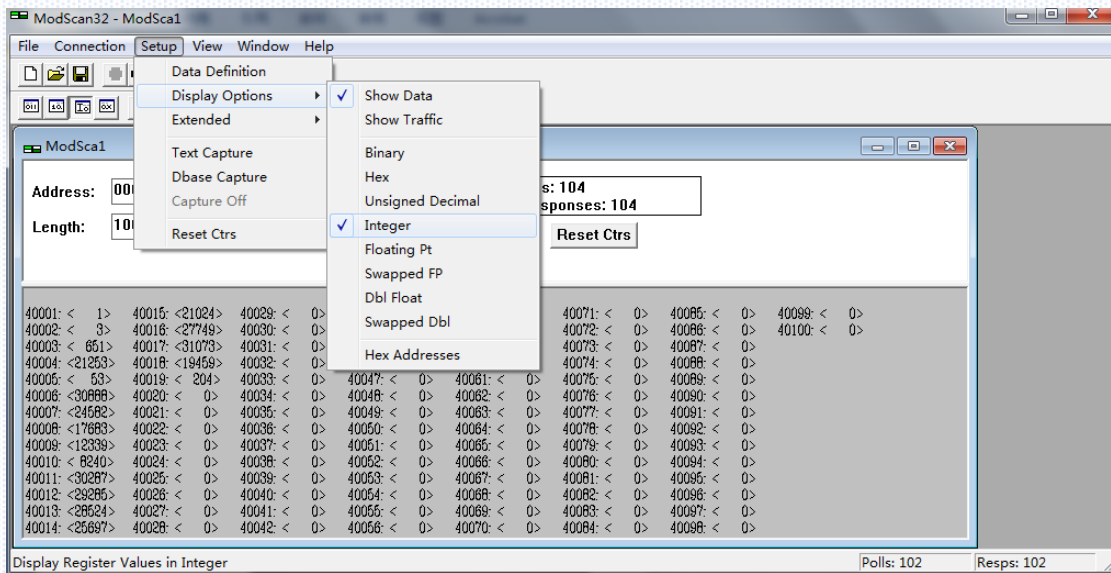 ModScan32 - ModSca1
File Connection Setup View Window Help
Data Definition
Display Options
Extended
Text Capture
Dbase Capture
Capture Off
Reset Ctrs
Show Data
Show Traffic
Binary
Hex
Unsigned Decimal
Integer
Floating Pt
Swapped FP
Dbl Float
Swapped Dbl
Hex Addresses
ModSca1
Address:
Length:
s: 104
sponses: 104
Reset Ctrs
40001: < 1> 40015: <21024> 40029: < 0> 40071: < 0> 40085: < 0> 40099: < 0>
40002: < 3> 40016: <27749> 40030: < 0> 40072: < 0> 40086: < 0> 40100: < 0>
40003: < 651> 40017: <31073> 40031: < 0> 40073: < 0> 40087: < 0>
40004: <21253> 40018: <19459> 40032: < 0> 40074: < 0> 40088: < 0>
40005: < 53> 40019: < 204> 40033: < 0> 40047: < 0> 40061: < 0> 40075: < 0> 40089: < 0>
40006: <30888> 40020: < 0> 40034: < 0> 40048: < 0> 40062: < 0> 40076: < 0> 40090: < 0>
40007: <24582> 40021: < 0> 40035: < 0> 40049: < 0> 40063: < 0> 40077: < 0> 40091: < 0>
40008: <17683> 40022: < 0> 40036: < 0> 40050: < 0> 40064: < 0> 40078: < 0> 40092: < 0>
40009: <12339> 40023: < 0> 40037: < 0> 40051: < 0> 40065: < 0> 40079: < 0> 40093: < 0>
40010: < 8240> 40024: < 0> 40038: < 0> 40052: < 0> 40066: < 0> 40080: < 0> 40094: < 0>
40011: <30287> 40025: < 0> 40039: < 0> 40053: < 0> 40067: < 0> 40081: < 0> 40095: < 0>
40012: <29285> 40026: < 0> 40040: < 0> 40054: < 0> 40068: < 0> 40082: < 0> 40096: < 0>
40013: <28524> 40027: < 0> 40041: < 0> 40055: < 0> 40069: < 0> 40083: < 0> 40097: < 0>
40014: <25697> 40028: < 0> 40042: < 0> 40056: < 0> 40070: < 0> 40084: < 0> 40098: < 0>
Display Register Values in Integer
Polls: 102
Resps: 102